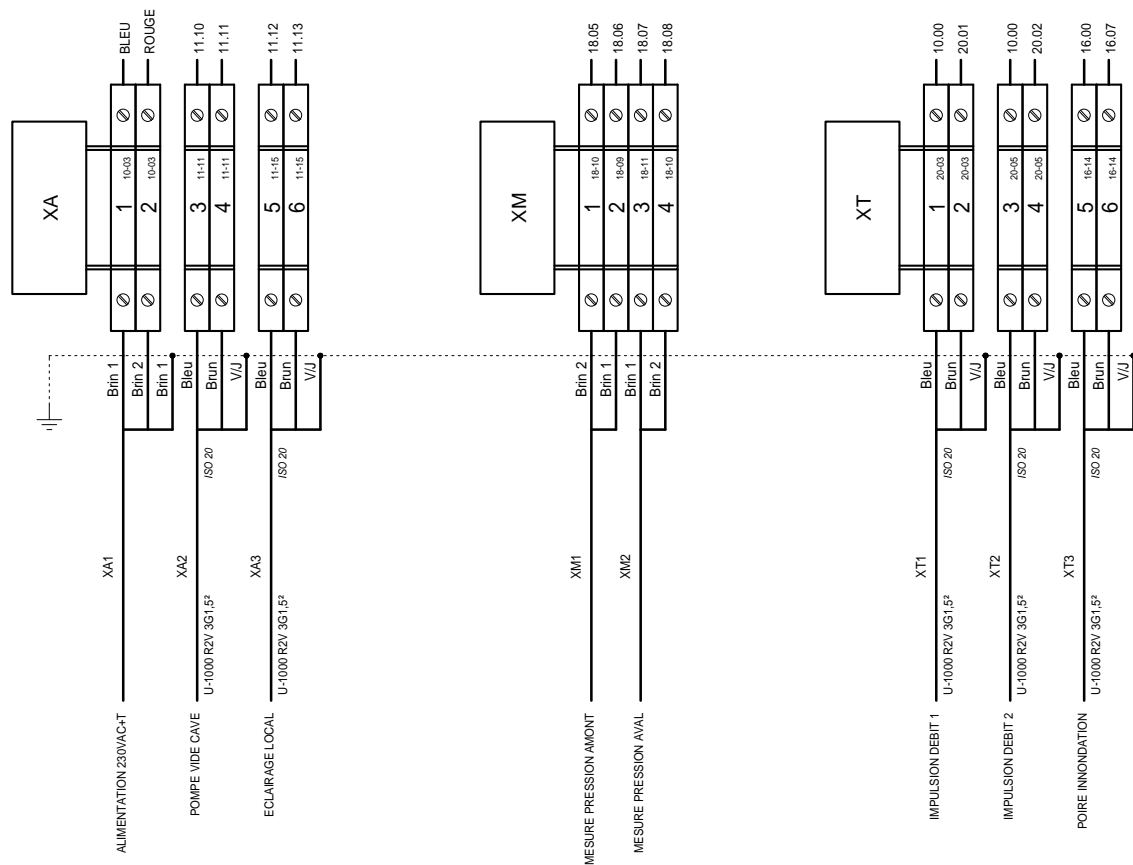 BLEU
ROUGE
11.10
11.11
11.12
11.13
18.05
18.06
18.07
18.08
10.00
20.01
10.00
20.02
16.00
16.07
XA
1 10-03
2 10-03
3 11-11
4 11-11
5 11-15
6 11-15
XM
1 18-10
2 18-09
3 18-11
4 18-10
XT
1 20-03
2 20-03
3 20-05
4 20-05
5 16-14
6 16-14
Brin 1
Brin 2
Brin 1
Bleu
Brun
V/J
Bleu
Brun
V/J
Brin 2
Brin 1
Brin 1
Brin 2
Bleu
Brun
V/J
Bleu
Brun
V/J
Bleu
Brun
V/J
ISO 20
ISO 20
ISO 20
ISO 20
ISO 20
XA1
XA2
XA3
XM1
XM2
XT1
XT2
XT3
U-1000 R2V 3G1,5²
U-1000 R2V 3G1,5²
U-1000 R2V 3G1,5²
U-1000 R2V 3G1,5²
U-1000 R2V 3G1,5²
ALIMENTATION 230VAC+T
POMPE VIDE CAVE
ECLAIRAGE LOCAL
MESURE PRESSION AMONT
MESURE PRESSION AVAL
IMPULSION DEBIT 1
IMPULSION DEBIT 2
POIRE INNONDATION